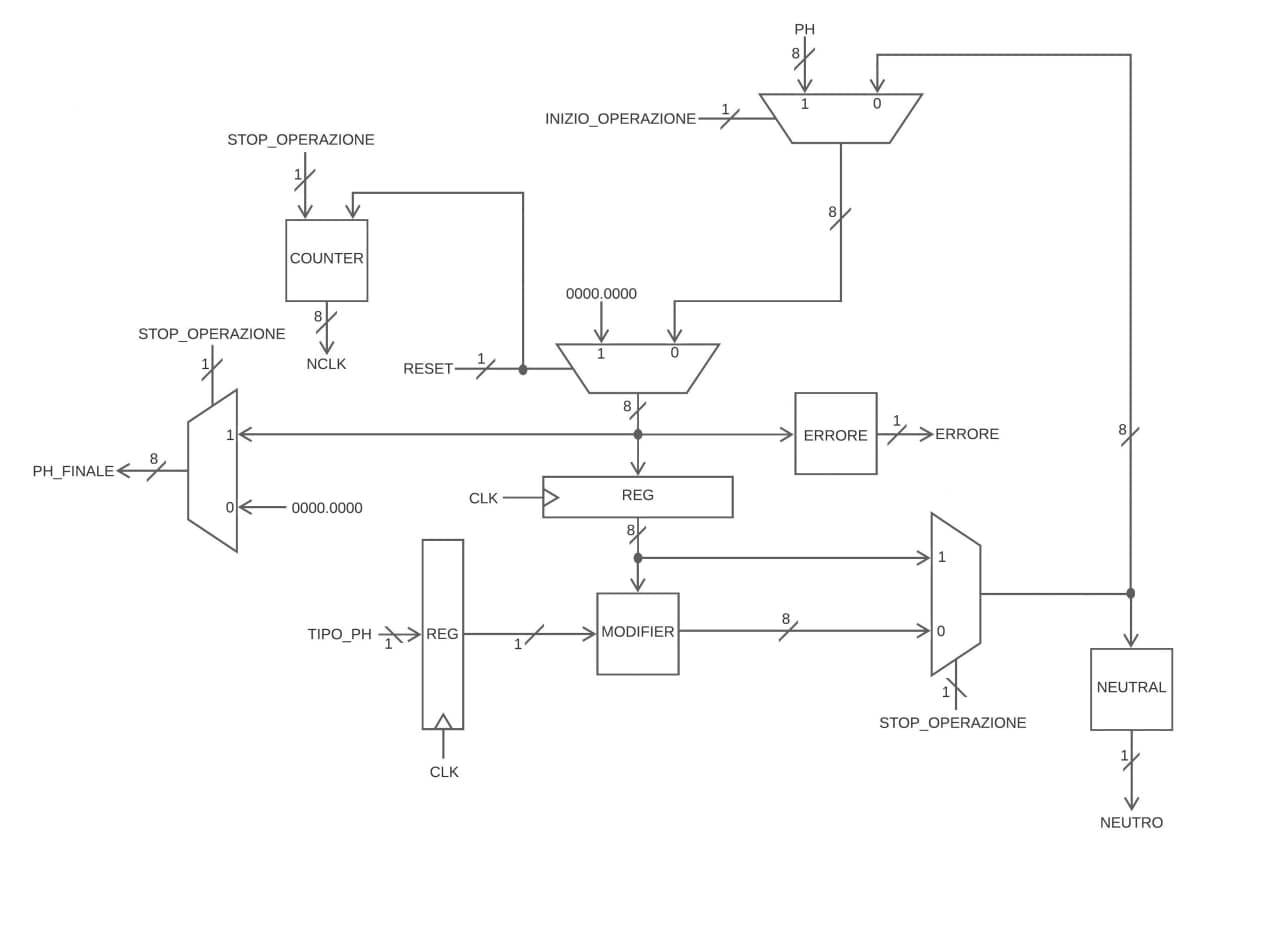 PH
8
1 0
INIZIO_OPERAZIONE 1
STOP_OPERAZIONE
1
8
COUNTER
0000.0000
8
STOP_OPERAZIONE
1 0
1
NCLK
RESET 1
8
1
ERRORE
1
ERRORE
8
8
PH_FINALE
CLK
REG
0
0000.0000
8
1
TIPO_PH
1
REG
1
MODIFIER
8
0
1
STOP_OPERAZIONE
NEUTRAL
CLK
1
NEUTRO